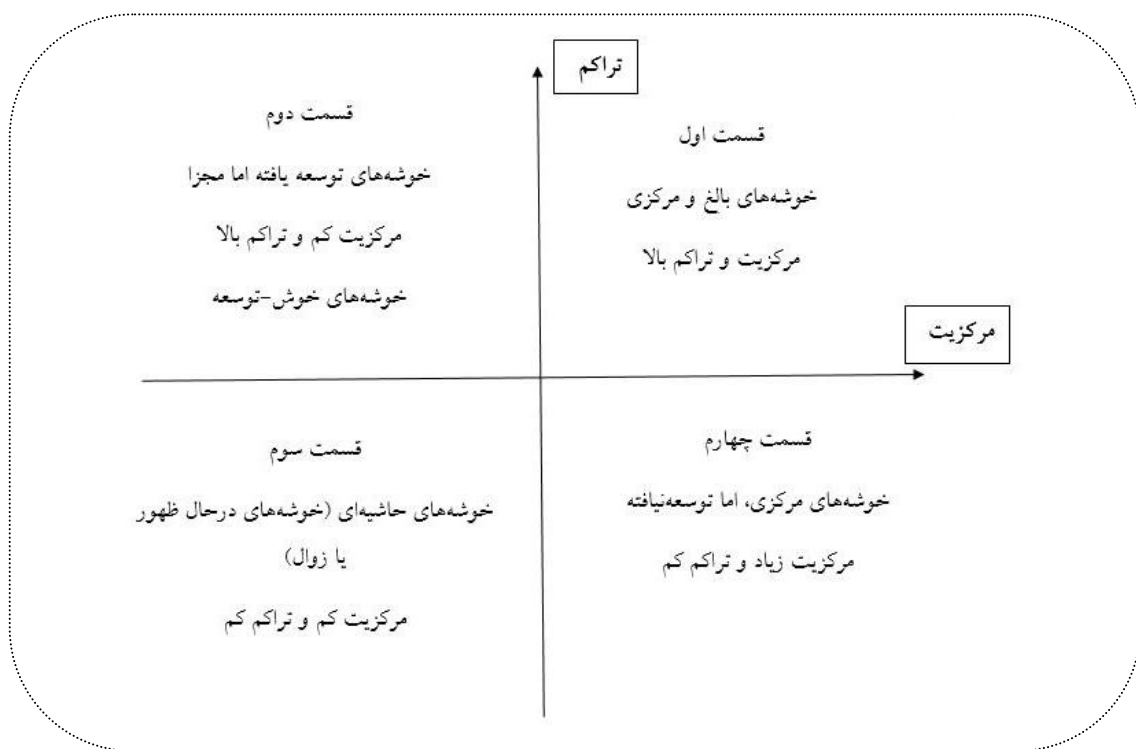 تراکم
قسمت اول
خوشه‌های بالغ و مرکزی
مرکزیت و تراکم بالا
قسمت دوم
خوشه‌های توسعه یافته اما مجزا
مرکزیت کم و تراکم بالا
خوشه‌های خوش-توسعه
مرکزیت
قسمت سوم
خوشه‌های حاشیه‌ای (خوشه‌های درحال ظهور
یا زوال)
مرکزیت کم و تراکم کم
قسمت چهارم
خوشه‌های مرکزی، اما توسعه‌نیافته
مرکزیت زیاد و تراکم کم